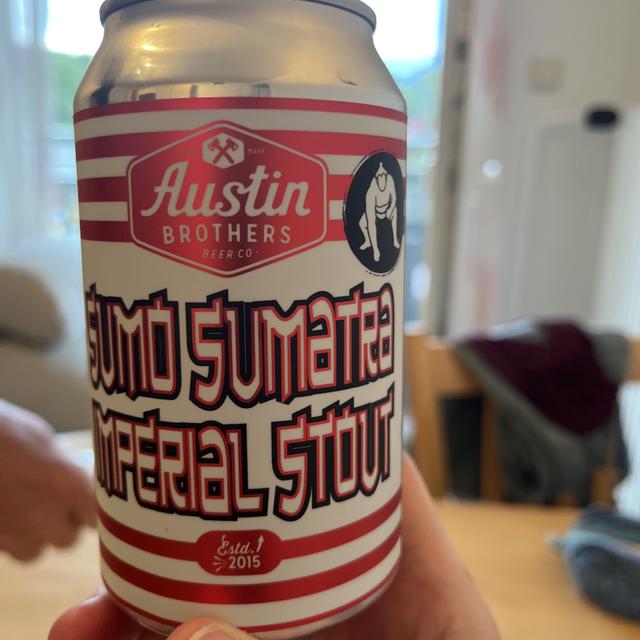 Austin
BROTHERS
BEER CO
SUMO SUMATRA
IMPERIAL STOUT
Estd.
2015